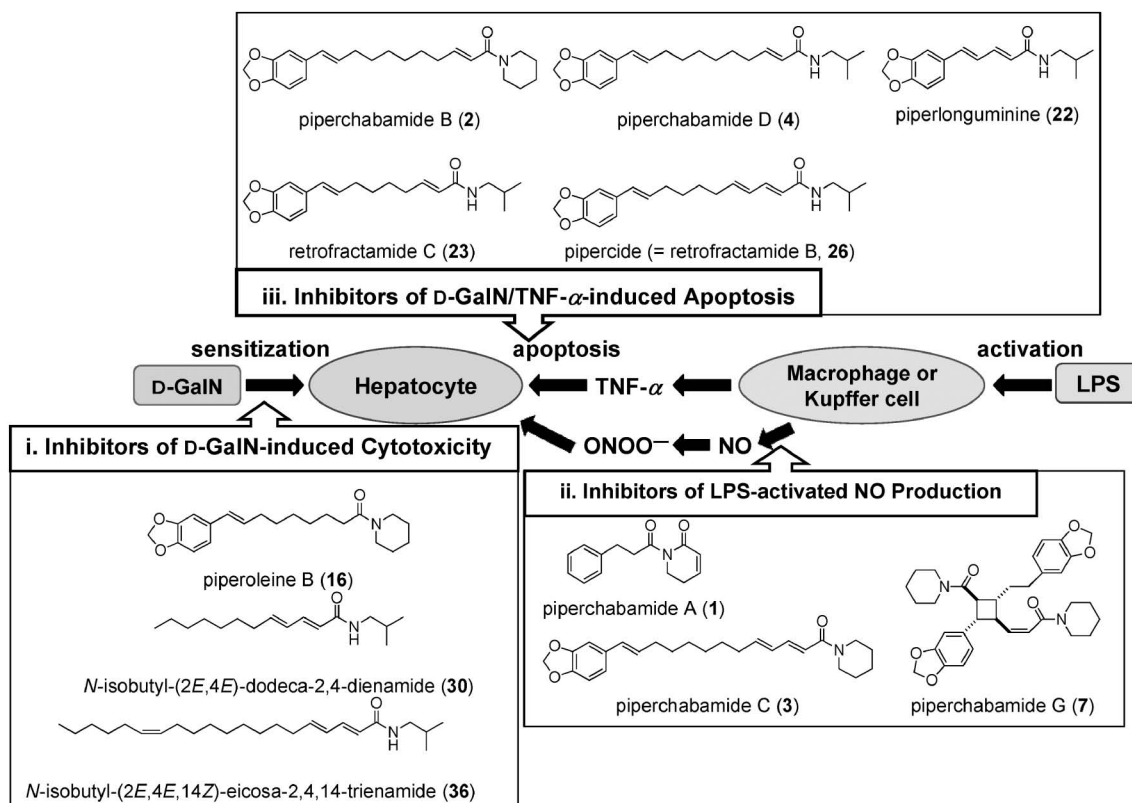 piperchabamide B (2)
piperchabamide D (4)
piperlonguminine (22)
retrofractamide C (23)
pipercide (= retrofractamide B, 26)
iii. Inhibitors of D-GalN/TNF-α-induced Apoptosis
sensitization
apoptosis
activation
D-GalN
Hepatocyte
TNF-α
Macrophage or
Kupffer cell
LPS
ONOO⁻
NO
i. Inhibitors of D-GalN-induced Cytotoxicity
piperoleine B (16)
N-isobutyl-(2E,4E)-dodeca-2,4-dienamide (30)
N-isobutyl-(2E,4E,14Z)-eicosa-2,4,14-trienamide (36)
ii. Inhibitors of LPS-activated NO Production
piperchabamide A (1)
piperchabamide C (3)
piperchabamide G (7)